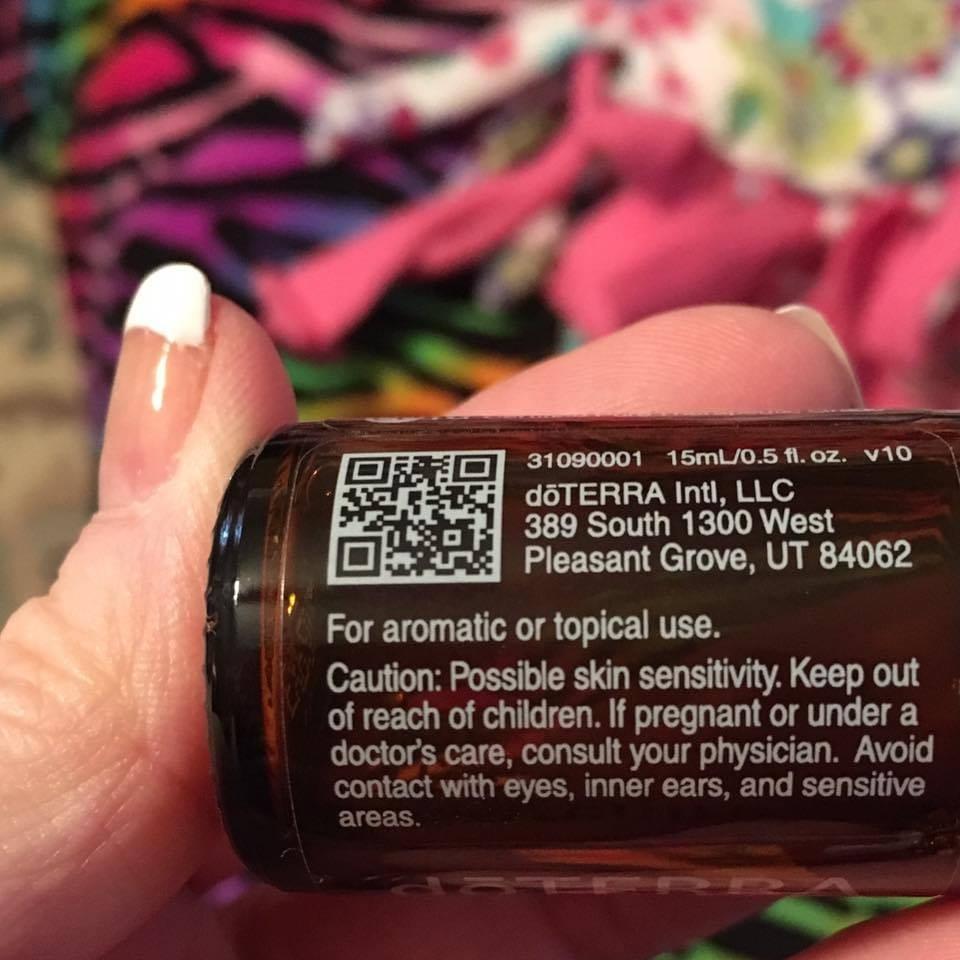 31090001 15mL/0.5 fl. oz. v10
dōTERRA Intl, LLC
389 South 1300 West
Pleasant Grove, UT 84062
For aromatic or topical use.
Caution: Possible skin sensitivity. Keep out
of reach of children. If pregnant or under a
doctor's care, consult your physician. Avoid
contact with eyes, inner ears, and sensitive
areas.
dōTERRA